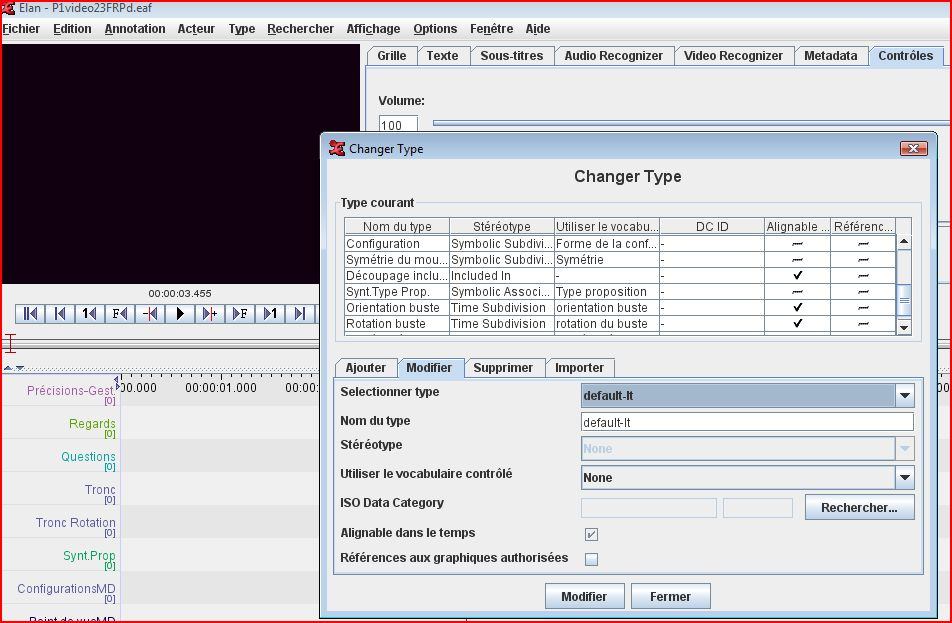 Elan - P1video23FRPd.eaf
Fichier Edition Annotation Acteur Type Rechercher Affichage Options Fenêtre Aide
Grille Texte Sous-titres Audio Recognizer Video Recognizer Metadata Contrôles
Volume:
100
Changer Type
Changer Type
Type courant
Nom du type Stéréotype Utiliser le vocabu... DC ID Alignable ... Référenc...
Configuration Symbolic Subdivi... Forme de la conf... -
Symétrie du mou... Symbolic Subdivi... Symétrie -
Découpage inclu... Included In - -
Synt.Type Prop. Symbolic Associ... Type proposition -
Orientation buste Time Subdivision orientation buste -
Rotation buste Time Subdivision rotation du buste -
00:00:03.455
Ajouter Modifier Supprimer Importer
Selectionner type default-lt
Nom du type default-lt
Stéréotype None
Utiliser le vocabulaire contrôlé None
ISO Data Category Rechercher...
Alignable dans le temps
Références aux graphiques authorisées
Modifier Fermer
00.000 00:00:01.000 00:00:
Précisions-Gest.
[0]
Regards
[0]
Questions
[0]
Tronc
[0]
Tronc Rotation
[0]
Synt.Prop
[0]
ConfigurationsMD
[0]
Point de vueMD